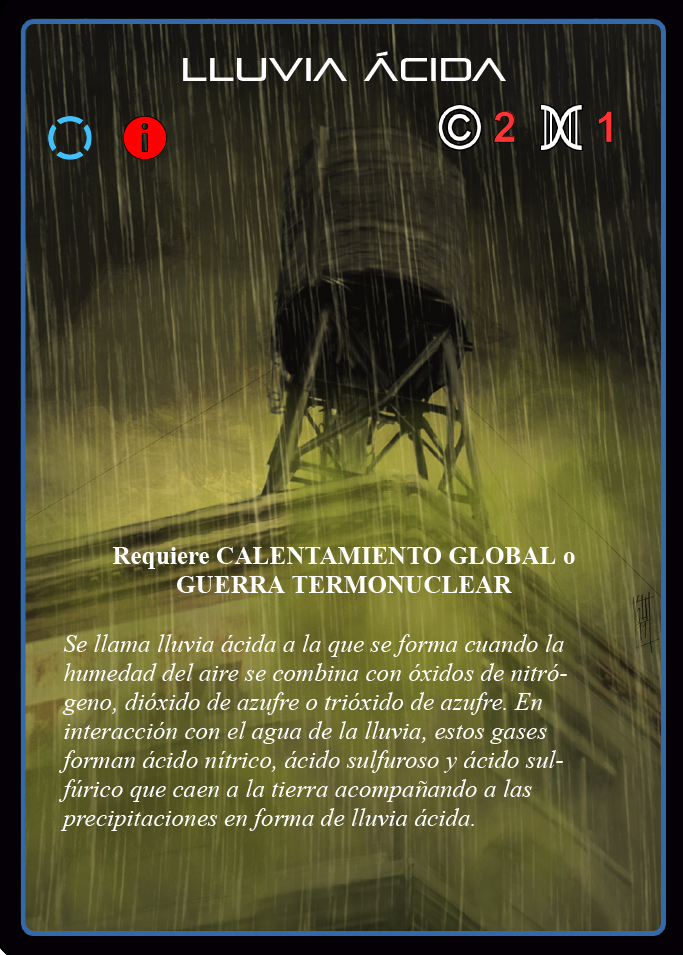 LLUVIA ÁCIDA
i © 2 1
Requiere CALENTAMIENTO GLOBAL o
GUERRA TERMONUCLEAR
Se llama lluvia ácida a la que se forma cuando la
humedad del aire se combina con óxidos de nitró-
geno, dióxido de azufre o trióxido de azufre. En
interacción con el agua de la lluvia, estos gases
forman ácido nítrico, ácido sulfuroso y ácido sul-
fúrico que caen a la tierra acompañando a las
precipitaciones en forma de lluvia ácida.